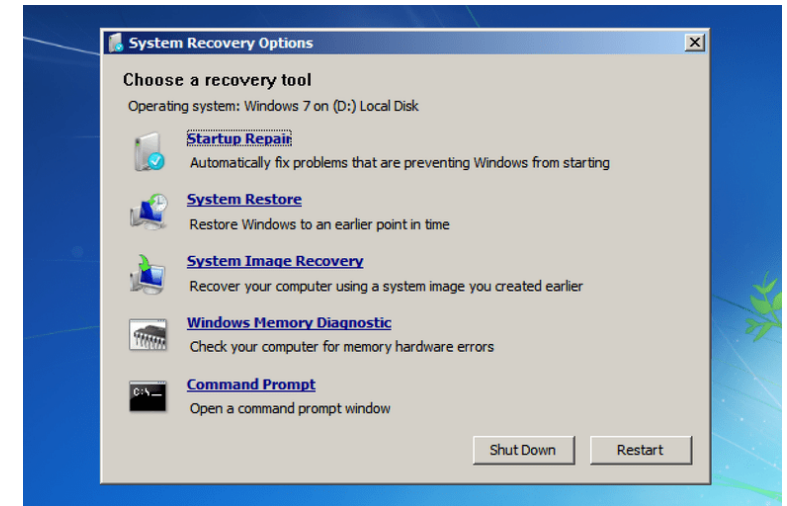 System Recovery Options
Choose a recovery tool
Operating system: Windows 7 on (D:) Local Disk
Startup Repair
Automatically fix problems that are preventing Windows from starting
System Restore
Restore Windows to an earlier point in time
System Image Recovery
Recover your computer using a system image you created earlier
Windows Memory Diagnostic
Check your computer for memory hardware errors
C:\_
Command Prompt
Open a command prompt window
Shut Down Restart